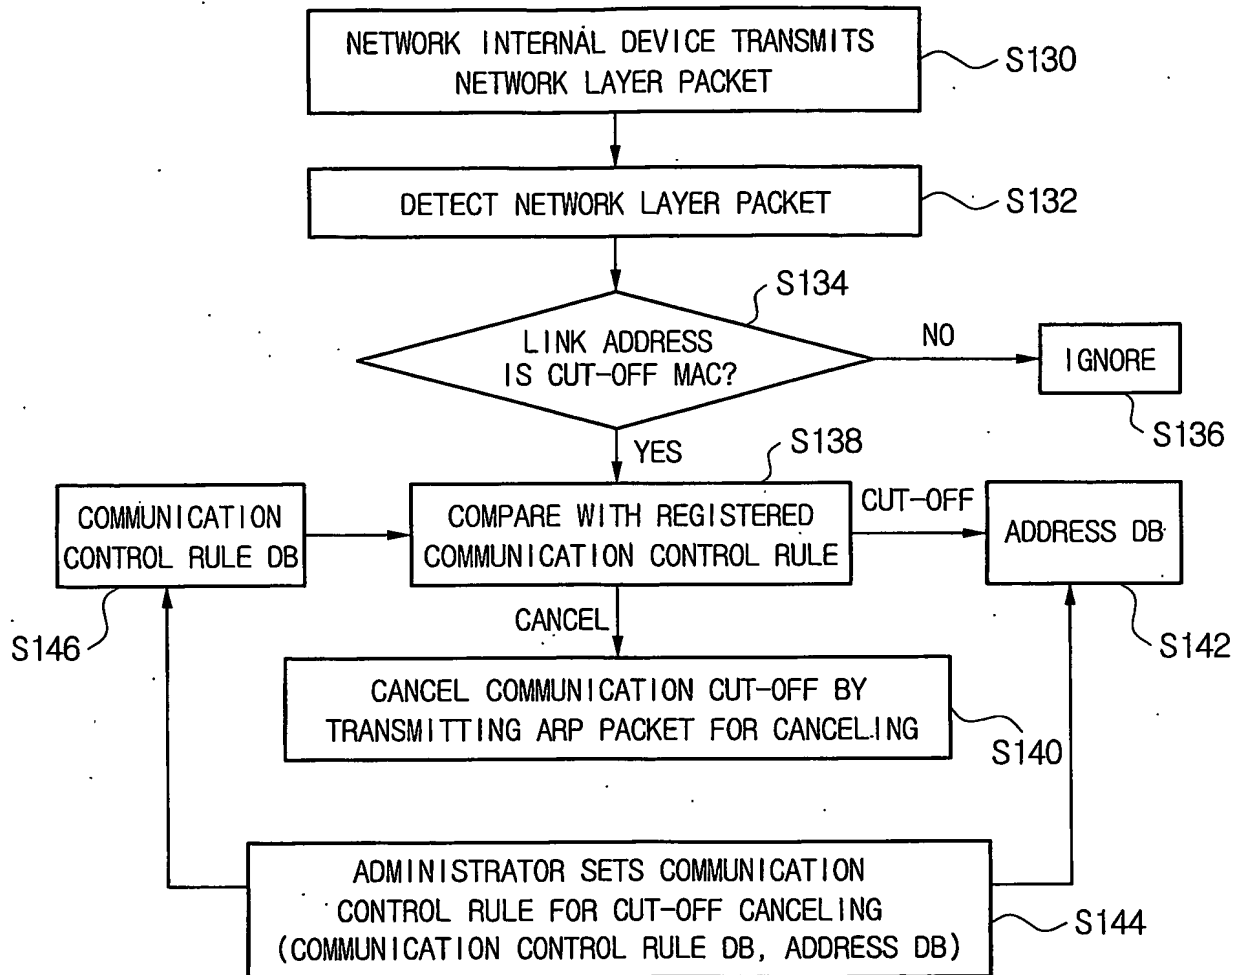 NETWORK INTERNAL DEVICE TRANSMITS
NETWORK LAYER PACKET
S130
DETECT NETWORK LAYER PACKET
S132
S134
LINK ADDRESS
IS CUT-OFF MAC?
NO
IGNORE
S136
YES
S138
COMMUNICATION
CONTROL RULE DB
COMPARE WITH REGISTERED
COMMUNICATION CONTROL RULE
CUT-OFF
ADDRESS DB
S146
CANCEL
S142
CANCEL COMMUNICATION CUT-OFF BY
TRANSMITTING ARP PACKET FOR CANCELING
S140
ADMINISTRATOR SETS COMMUNICATION
CONTROL RULE FOR CUT-OFF CANCELING
(COMMUNICATION CONTROL RULE DB, ADDRESS DB)
S144